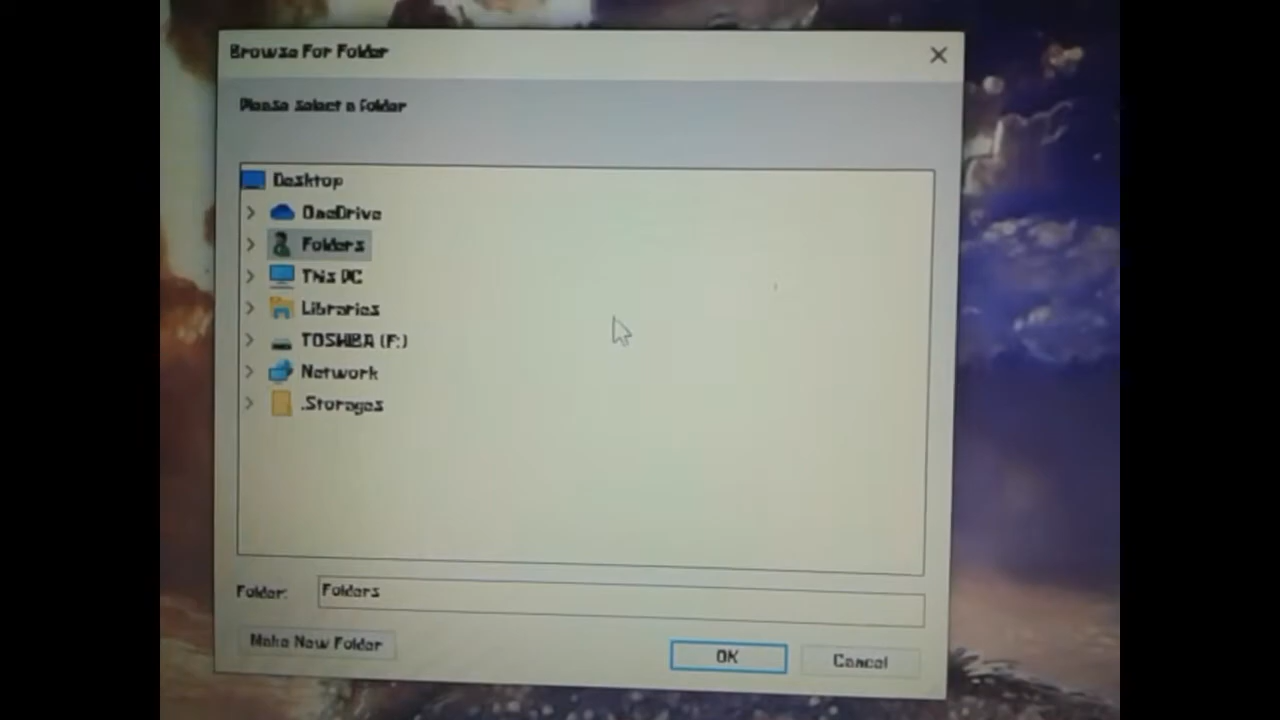 Browse For Folder
Please select a folder
Desktop
OneDrive
Folders
This PC
Libraries
TOSHIBA (F:)
Network
.Storages
Folder:
Folders
Make New Folder
OK
Cancel